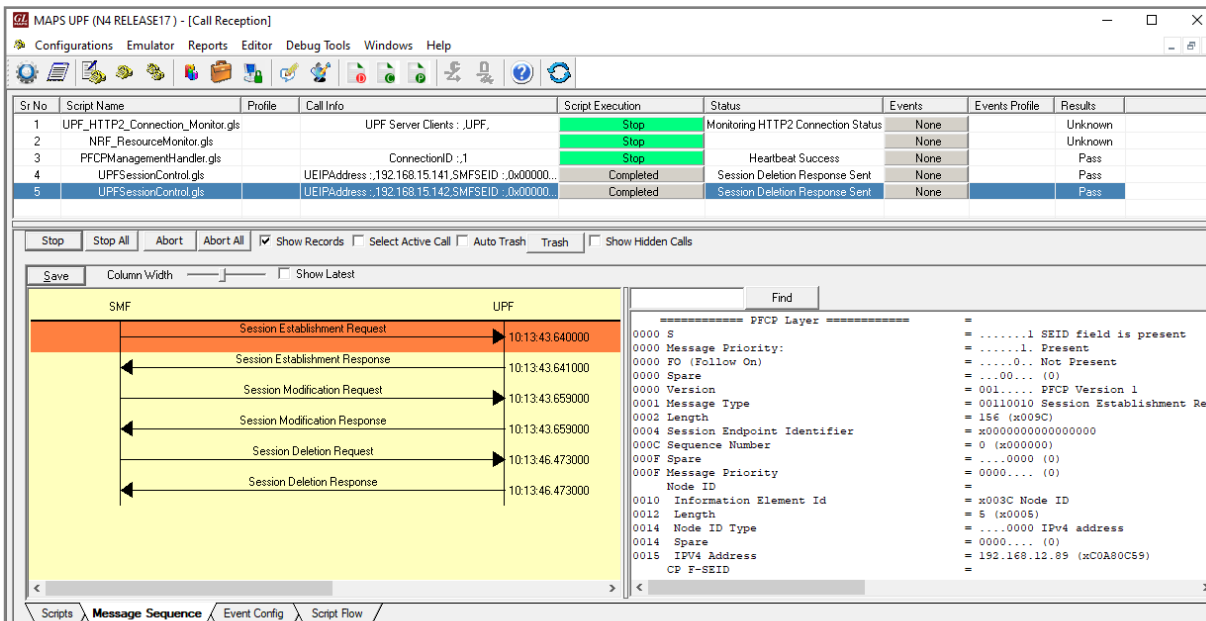 MAPS UPF (N4 RELEASE17 ) - [Call Reception]
Configurations Emulator Reports Editor Debug Tools Windows Help
Sr No Script Name Profile Call Info Script Execution Status Events Events Profile Results
1 UPF_HTTP2_Connection_Monitor.gls UPF Server Clients : ,UPF, Stop Monitoring HTTP2 Connection Status None Unknown
2 NRF_ResourceMonitor.gls Stop None Unknown
3 PFCPManagementHandler.gls ConnectionID :,1 Stop Heartbeat Success None Pass
4 UPFSessionControl.gls UEIPAddress :,192.168.15.141,SMFSEID :,0x00000... Completed Session Deletion Response Sent None Pass
5 UPFSessionControl.gls UEIPAddress :,192.168.15.142,SMFSEID :,0x00000... Completed Session Deletion Response Sent None Pass
Stop Stop All Abort Abort All Show Records Select Active Call Auto Trash Trash Show Hidden Calls
Save Column Width Show Latest
SMF UPF
Session Establishment Request
10:13:43.640000
Session Establishment Response
10:13:43.641000
Session Modification Request
10:13:43.659000
Session Modification Response
10:13:43.659000
Session Deletion Request
10:13:46.473000
Session Deletion Response
10:13:46.473000
Find
============ PFCP Layer ============ =
0000 S = .......1 SEID field is present
0000 Message Priority: = ......1. Present
0000 FO (Follow On) = .....0.. Not Present
0000 Spare = ...00... (0)
0000 Version = 001..... PFCP Version 1
0001 Message Type = 00110010 Session Establishment Re
0002 Length = 156 (x009C)
0004 Session Endpoint Identifier = x0000000000000000
000C Sequence Number = 0 (x000000)
000F Spare = ....0000 (0)
000F Message Priority = 0000.... (0)
Node ID =
0010 Information Element Id = x003C Node ID
0012 Length = 5 (x0005)
0014 Node ID Type = ....0000 IPv4 address
0014 Spare = 0000.... (0)
0015 IPV4 Address = 192.168.12.89 (xC0A80C59)
CP F-SEID =
Scripts Message Sequence Event Config Script Flow